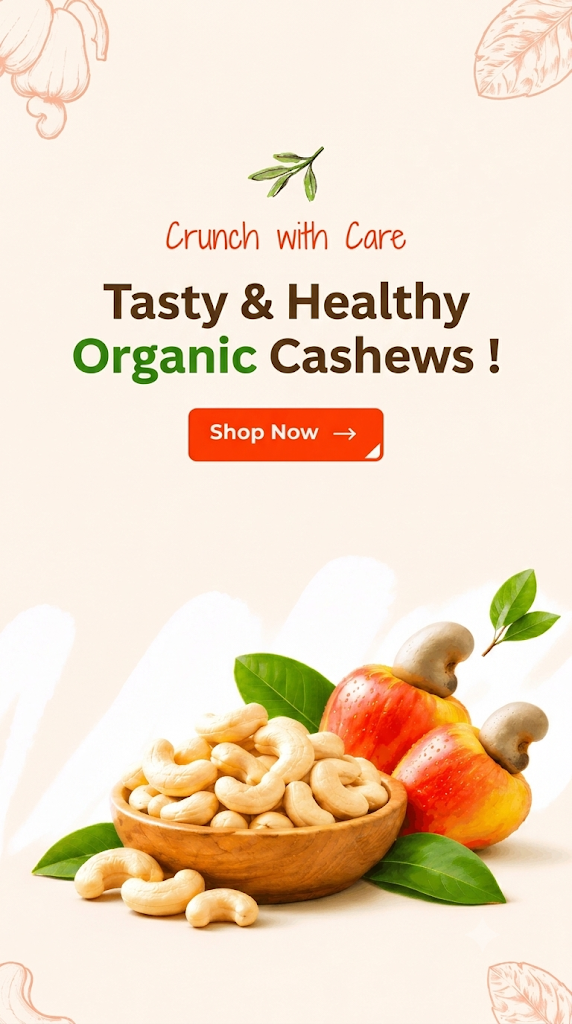 Crunch with Care
Tasty & Healthy
Organic Cashews !
Shop Now →